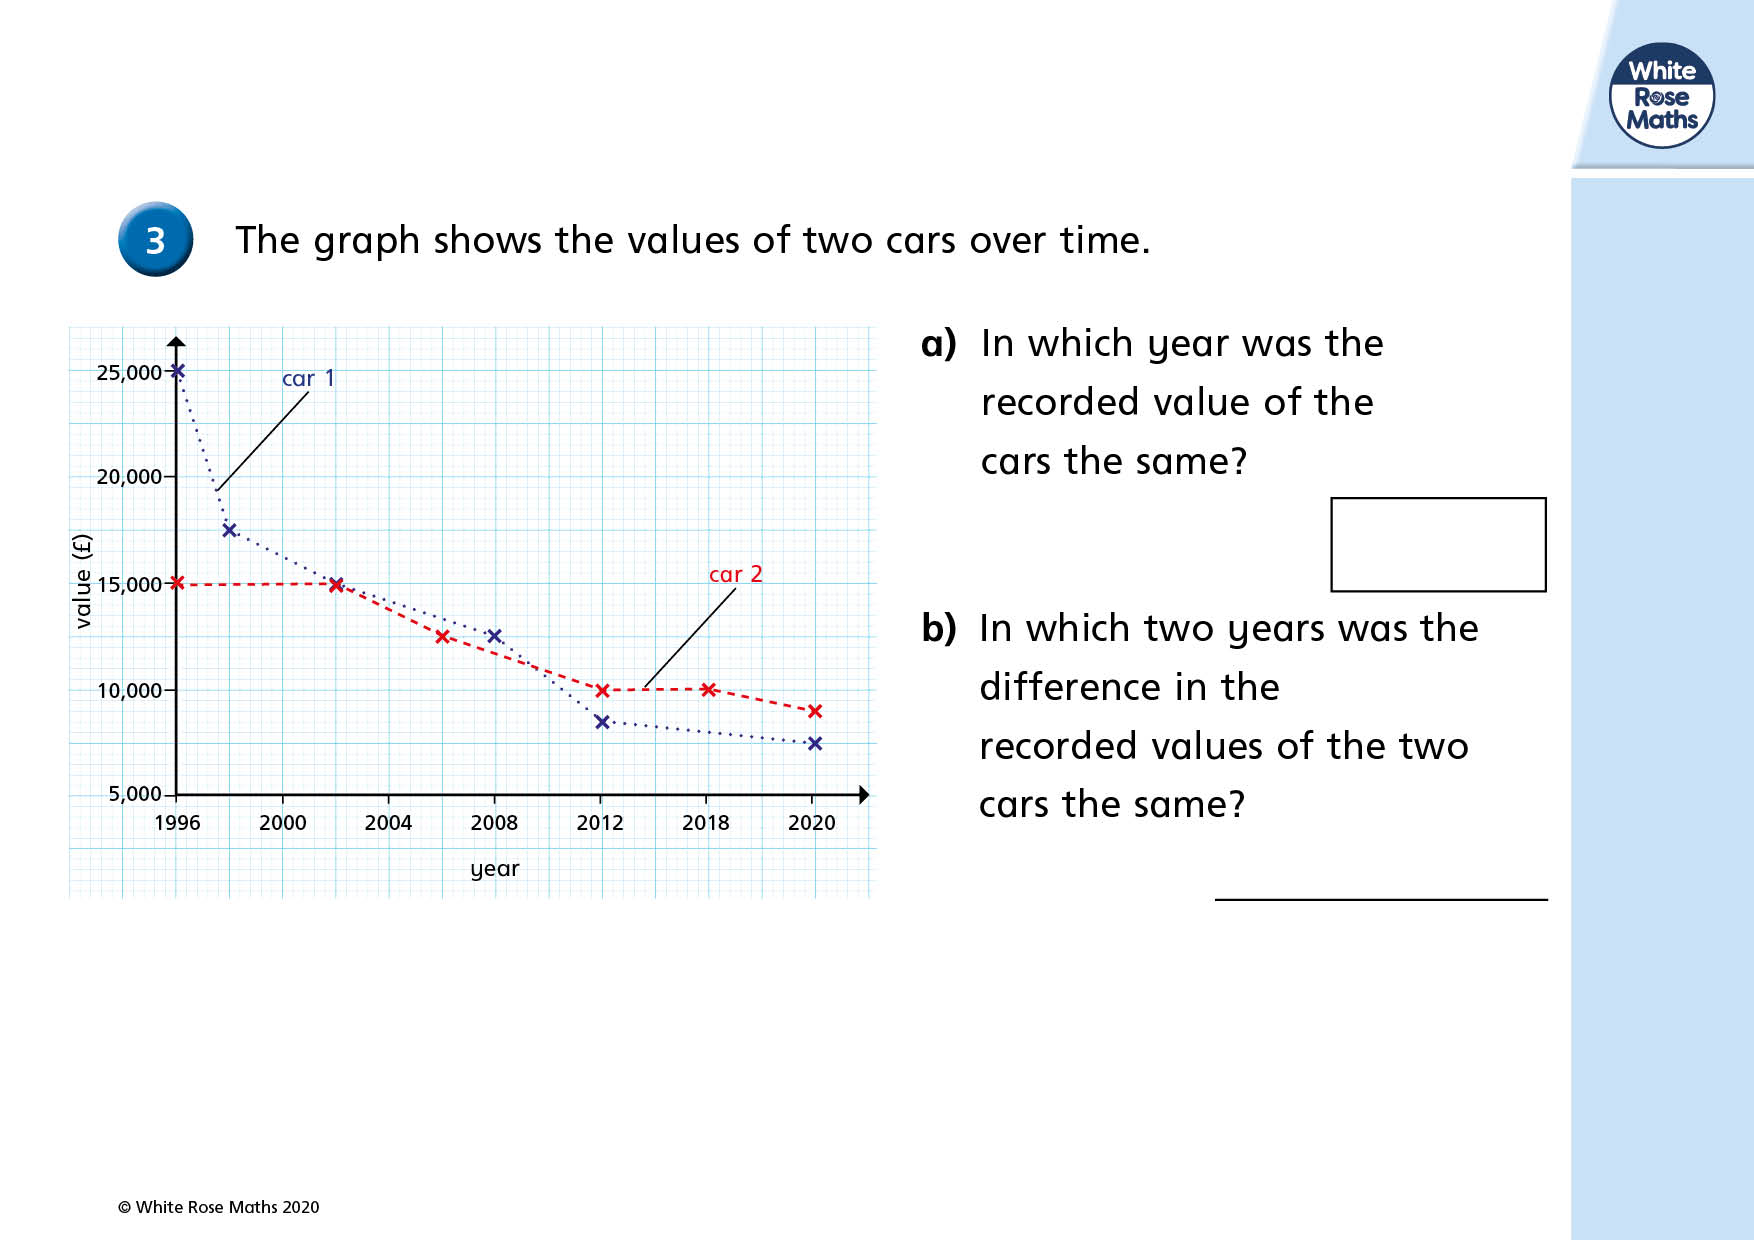 White
Rose
Maths
3 The graph shows the values of two cars over time.
value (£)
25,000
20,000
15,000
10,000
5,000
car 1
car 2
1996 2000 2004 2008 2012 2018 2020
year
a) In which year was the
recorded value of the
cars the same?
b) In which two years was the
difference in the
recorded values of the two
cars the same?
© White Rose Maths 2020